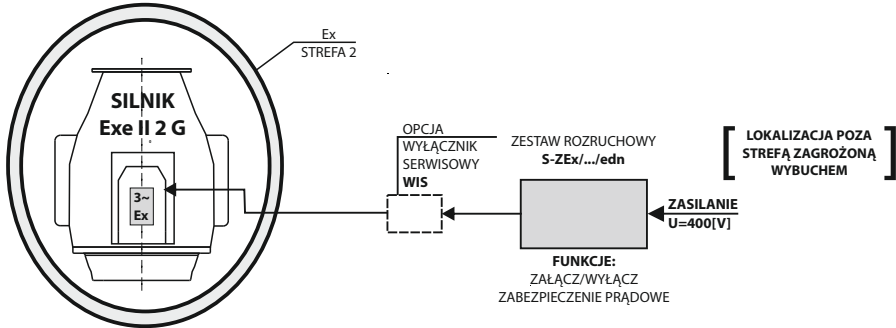 Ex
STREFA 2
SILNIK
Exe II 2 G
3~
Ex
OPCJA
WYŁĄCZNIK
SERWISOWY
WIS
ZESTAW ROZRUCHOWY
S-ZEx/.../edn
FUNKCJE:
ZAŁĄCZ/WYŁĄCZ
ZABEZPIECZENIE PRĄDOWE
ZASILANIE
U=400[V]
[ LOKALIZACJA POZA
STREFĄ ZAGROŻONĄ
WYBUCHEM ]